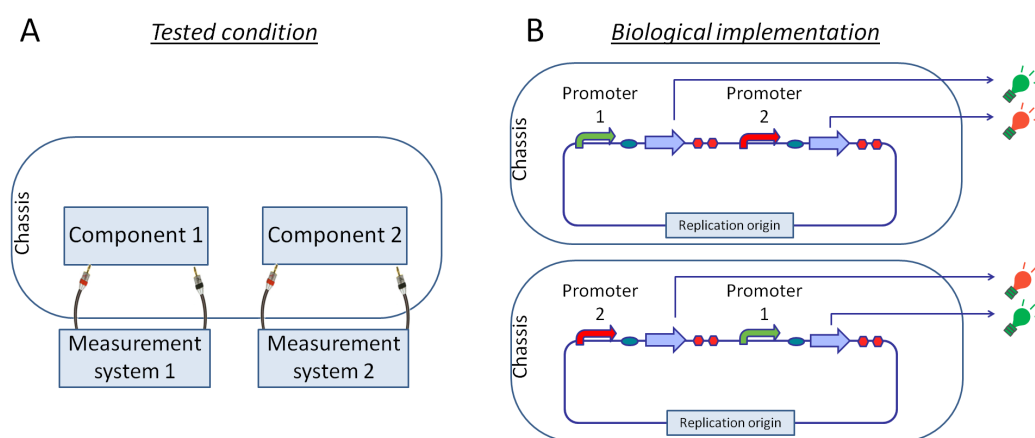 A
Tested condition
Chassis
Component 1
Component 2
Measurement
system 1
Measurement
system 2
B
Biological implementation
Chassis
Promoter
1
Promoter
2
Replication origin
Chassis
Promoter
2
Promoter
1
Replication origin